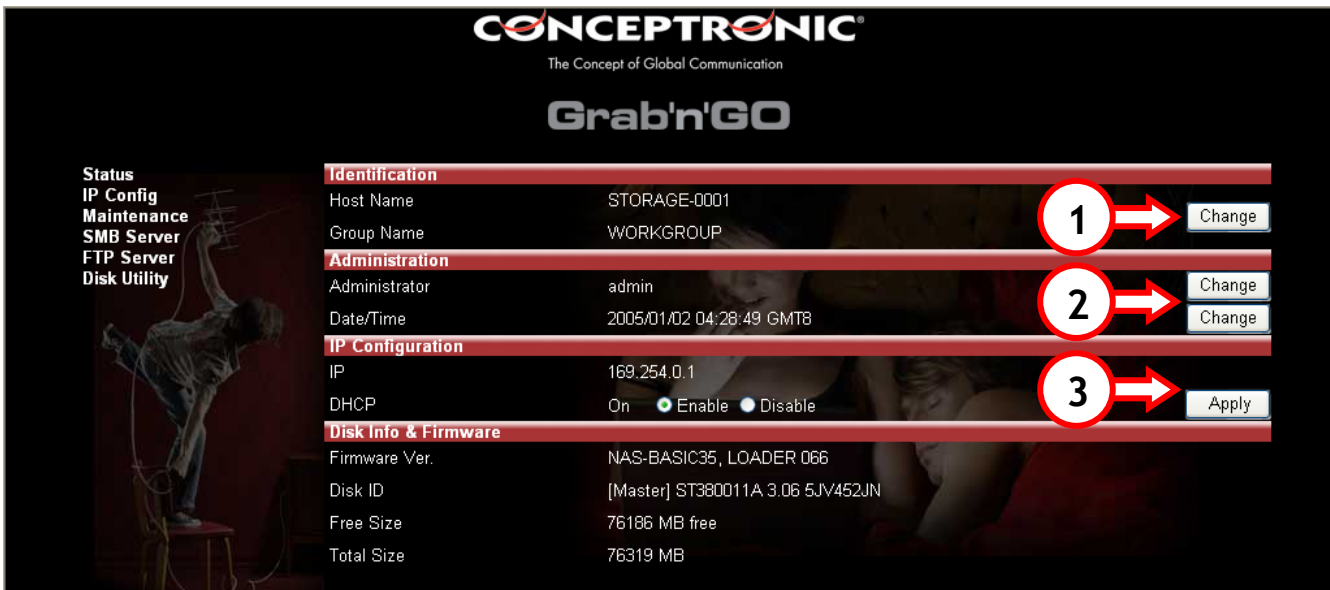 CONCEPTRONIC®
The Concept of Global Communication
Grab'n'GO
Status
IP Config
Maintenance
SMB Server
FTP Server
Disk Utility
Identification
Host Name STORAGE-0001
Group Name WORKGROUP
1 Change
Administration
Administrator admin Change
2
Date/Time 2005/01/02 04:28:49 GMT8 Change
IP Configuration
IP 169.254.0.1
3
DHCP On Enable Disable Apply
Disk Info & Firmware
Firmware Ver. NAS-BASIC35, LOADER 066
Disk ID [Master] ST380011A 3.06 5JV452JN
Free Size 76186 MB free
Total Size 76319 MB